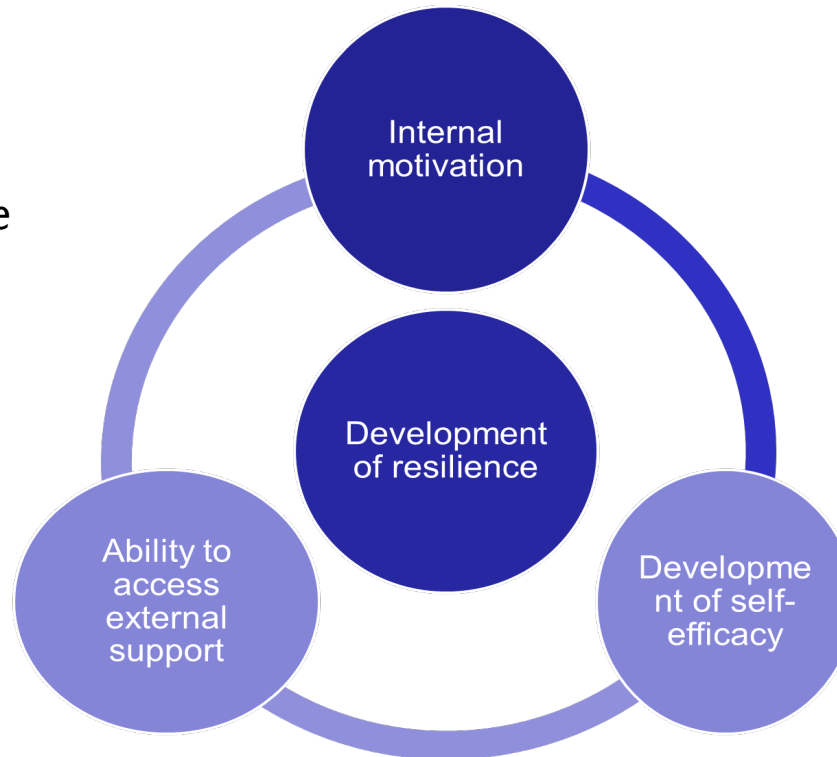 Internal
motivation
e
Development
of resilience
Ability to
access
external
support
Developme
nt of self-
efficacy